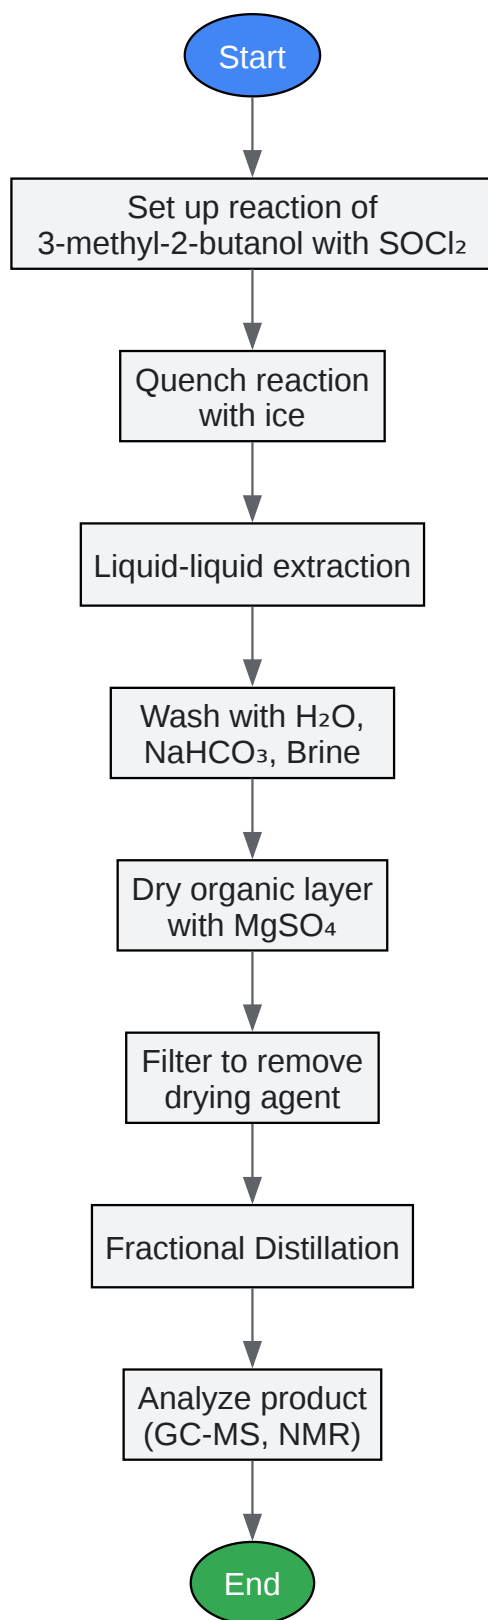 Start
Set up reaction of
3-methyl-2-butanol with SOCl₂
Quench reaction
with ice
Liquid-liquid extraction
Wash with H₂O,
NaHCO₃, Brine
Dry organic layer
with MgSO₄
Filter to remove
drying agent
Fractional Distillation
Analyze product
(GC-MS, NMR)
End